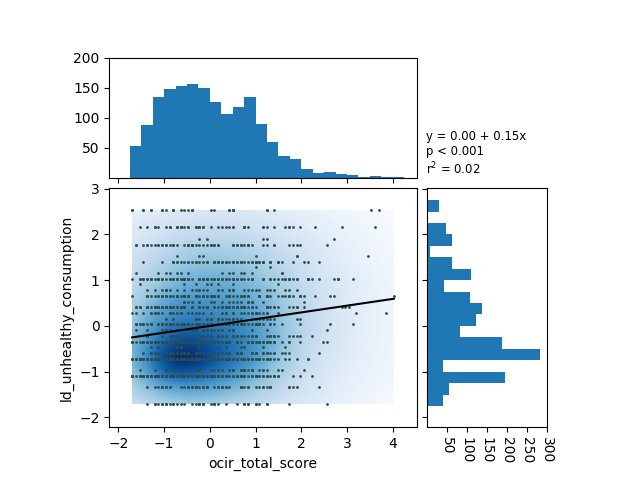 200
150
100
50
y = 0.00 + 0.15x
p < 0.001
r² = 0.02
3
2
1
0
−1
−2
ld_unhealthy_consumption
−2 −1 0 1 2 3 4
ocir_total_score
50 100 150 200 250 300